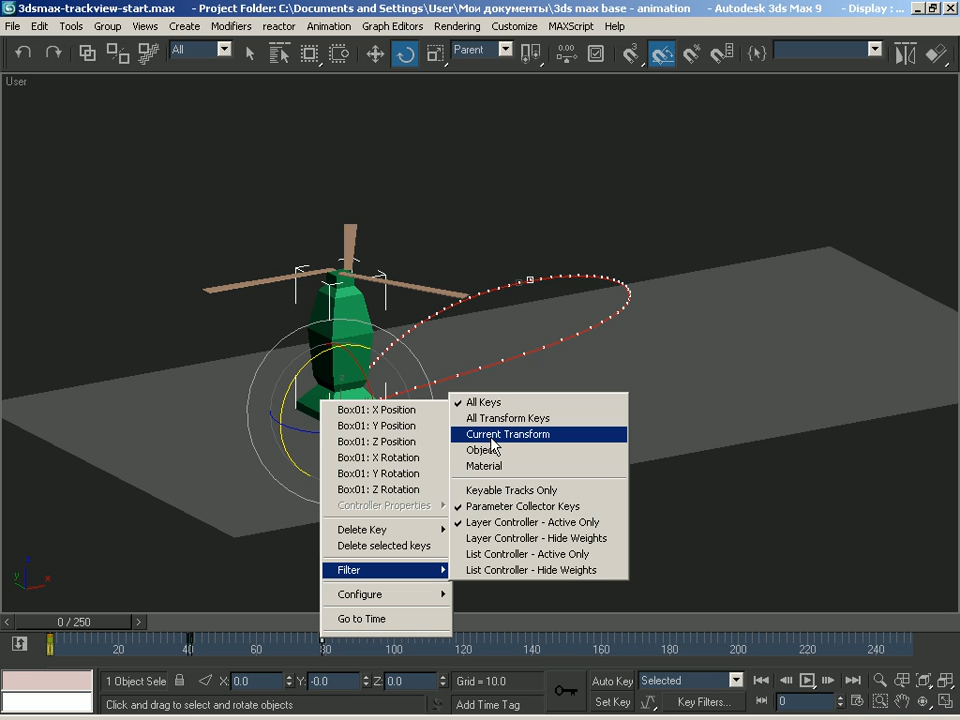 3dsmax-trackview-start.max - Project Folder: C:\Documents and Settings\User\Мои документы\3ds max base - animation - Autodesk 3ds Max 9 - Display : ...
File Edit Tools Group Views Create Modifiers reactor Animation Graph Editors Rendering Customize MAXScript Help
All Parent
User
Box01: X Position
Box01: Y Position
Box01: Z Position
Box01: X Rotation
Box01: Y Rotation
Box01: Z Rotation
Controller Properties
Delete Key
Delete selected keys
Filter
Configure
Go to Time
All Keys
All Transform Keys
Current Transform
Object
Material
Keyable Tracks Only
Parameter Collector Keys
Layer Controller - Active Only
Layer Controller - Hide Weights
List Controller - Active Only
List Controller - Hide Weights
0 / 250
20 40 60 80 100 120 140 160 180 200 220 240
1 Object Sele X: 0.0 Y: -0.0 Z: 0.0 Grid = 10.0 Auto Key Selected
Click and drag to select and rotate objects Add Time Tag Set Key Key Filters... 0